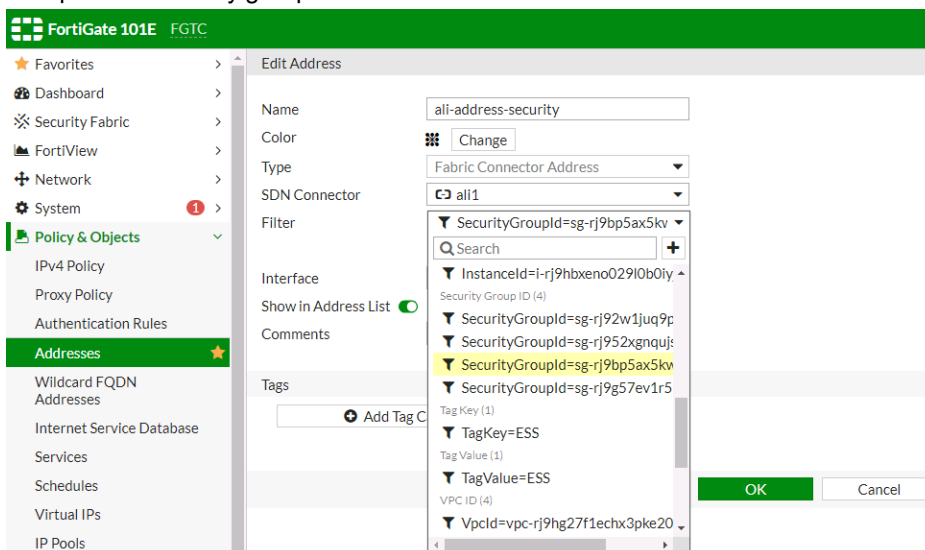 FortiGate 101E FGTC
Favorites
Dashboard
Security Fabric
FortiView
Network
System 1
Policy & Objects
IPv4 Policy
Proxy Policy
Authentication Rules
Addresses
Wildcard FQDN
Addresses
Internet Service Database
Services
Schedules
Virtual IPs
IP Pools
Edit Address
Name ali-address-security
Color Change
Type Fabric Connector Address
SDN Connector ali1
Filter SecurityGroupId=sg-rj9bp5ax5kv
Search
InstanceId=i-rj9hbxeno029l0b0iy
Security Group ID (4)
SecurityGroupId=sg-rj92w1juq9p
SecurityGroupId=sg-rj952xgnqujs
SecurityGroupId=sg-rj9bp5ax5kw
SecurityGroupId=sg-rj9g57ev1r5
Tag Key (1)
TagKey=ESS
Tag Value (1)
TagValue=ESS
VPC ID (4)
VpcId=vpc-rj9hg27f1echx3pke20
Interface
Show in Address List
Comments
Tags
Add Tag C
OK Cancel